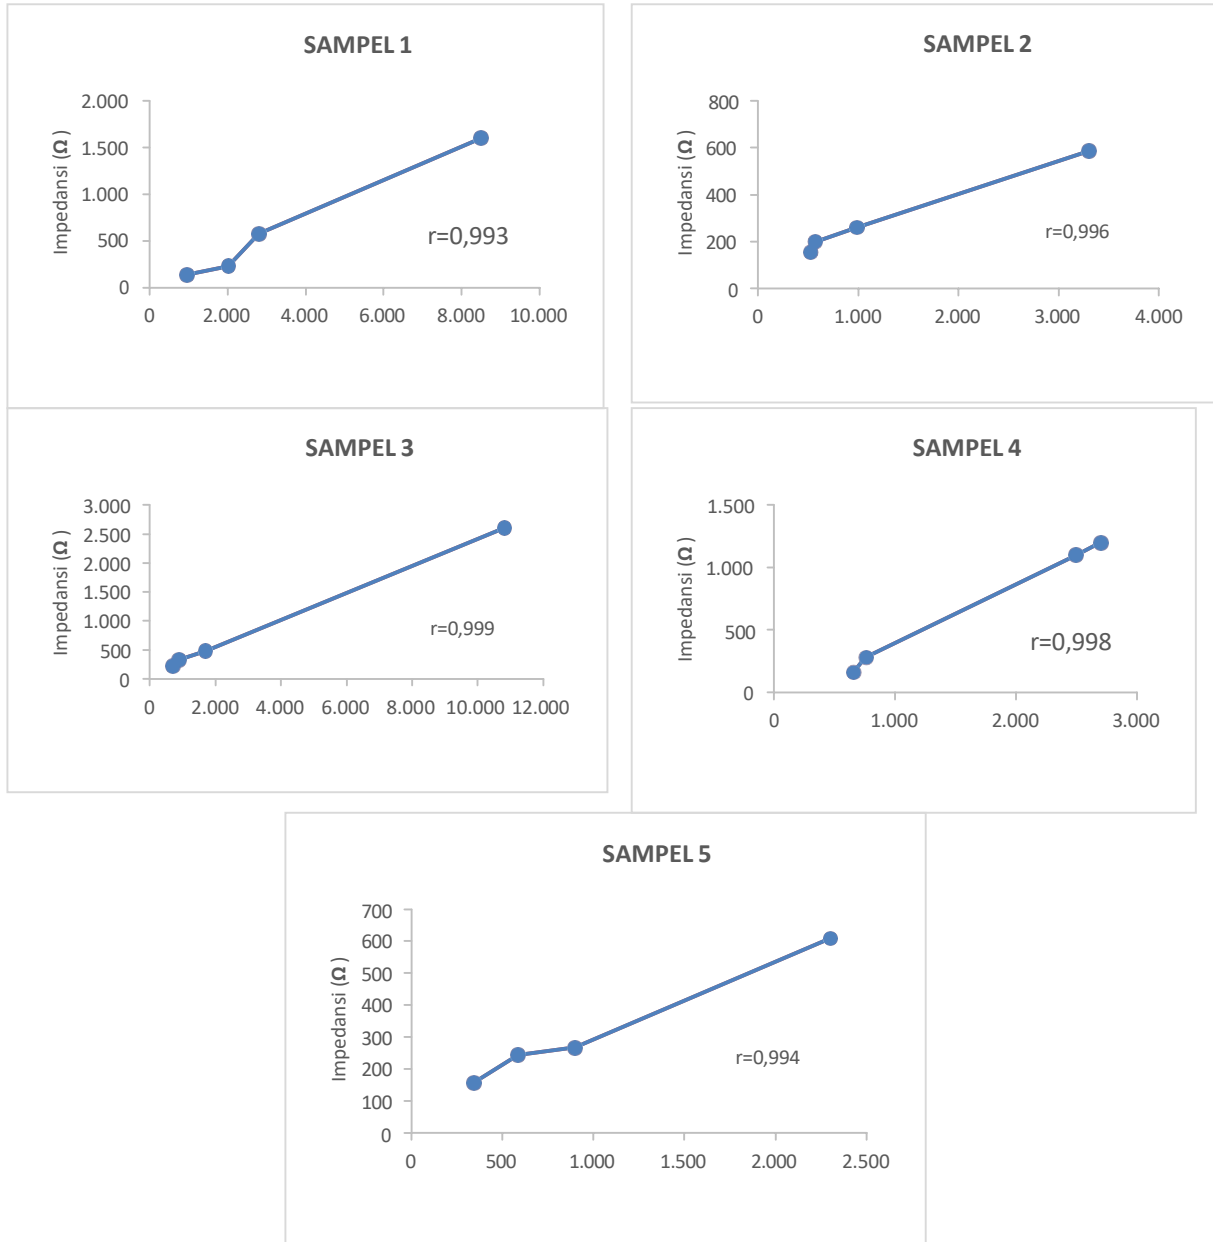 SAMPEL 1
Impedansi (Ω )
2.000
1.500
1.000
500
0
r=0,993
0 2.000 4.000 6.000 8.000 10.000
SAMPEL 2
Impedansi (Ω )
800
600
400
200
0
r=0,996
0 1.000 2.000 3.000 4.000
SAMPEL 3
Impedansi (Ω )
3.000
2.500
2.000
1.500
1.000
500
0
r=0,999
0 2.000 4.000 6.000 8.000 10.000 12.000
SAMPEL 4
Impedansi (Ω )
1.500
1.000
500
0
r=0,998
0 1.000 2.000 3.000
SAMPEL 5
Impedansi (Ω )
700
600
500
400
300
200
100
0
r=0,994
0 500 1.000 1.500 2.000 2.500